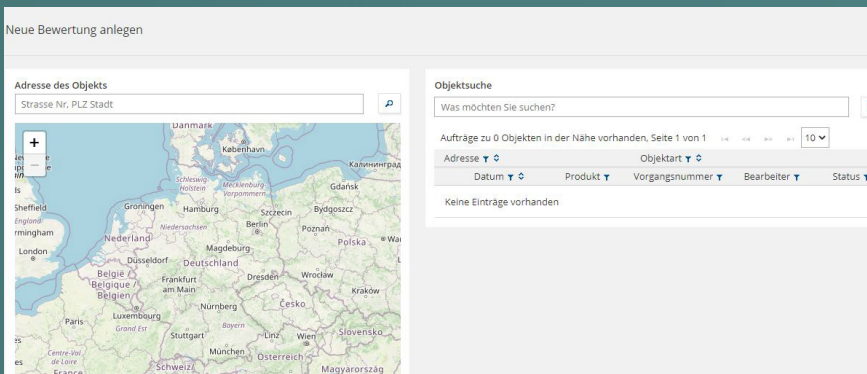 Neue Bewertung anlegen
Adresse des Objekts
Strasse Nr, PLZ Stadt
+
−
Danmark
København
Калининград
Schleswig-
Holstein
Mecklenburg-
Vorpommern
Gdańsk
Sheffield
England
Groningen
Hamburg
Szczecin
Bydgoszcz
Niedersachsen
Berlin
Poznań
London
Nederland
Magdeburg
Polska
Düsseldorf
Deutschland
België /
Belgique /
Belgien
Frankfurt
am Main
Dresden
Wrocław
Kraków
Luxembourg
Nürnberg
Česko
Paris
Grand Est
Stuttgart
Bayern
Linz
Wien
Slovensko
Centre-Val
de Loire
München
Österreich
France
Schweiz/
Magyarország
Objektsuche
Was möchten Sie suchen?
Aufträge zu 0 Objekten in der Nähe vorhanden, Seite 1 von 1 10
Adresse Objektart
Datum Produkt Vorgangsnummer Bearbeiter Status
Keine Einträge vorhanden